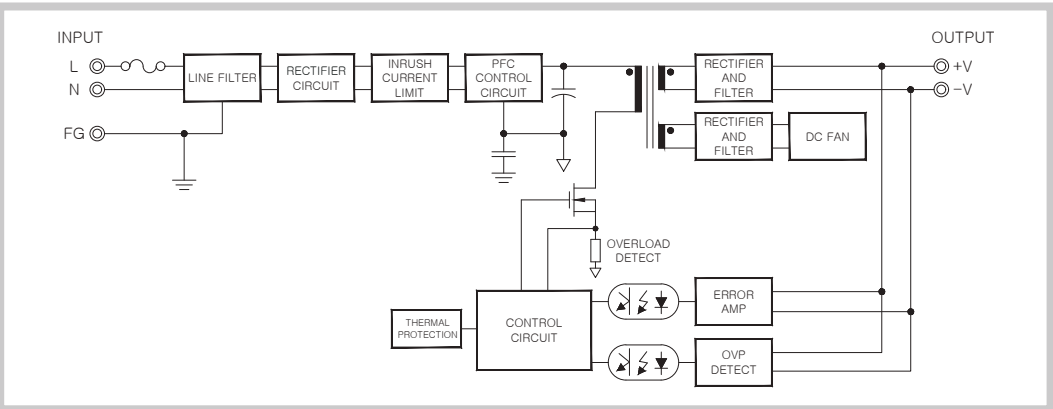 INPUT
OUTPUT
L
N
FG
LINE FILTER
RECTIFIER
CIRCUIT
INRUSH
CURRENT
LIMIT
PFC
CONTROL
CIRCUIT
RECTIFIER
AND
FILTER
+V
−V
RECTIFIER
AND
FILTER
DC FAN
OVERLOAD
DETECT
THERMAL
PROTECTION
CONTROL
CIRCUIT
ERROR
AMP
OVP
DETECT